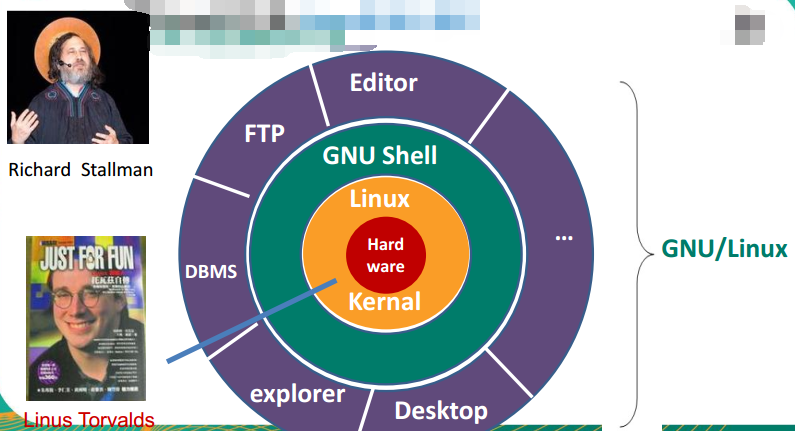 Richard Stallman
JUST FOR FUN
Linus Torvalds
Editor
FTP
GNU Shell
Linux
Hard
ware
Kernal
DBMS
explorer
Desktop
...
GNU/Linux